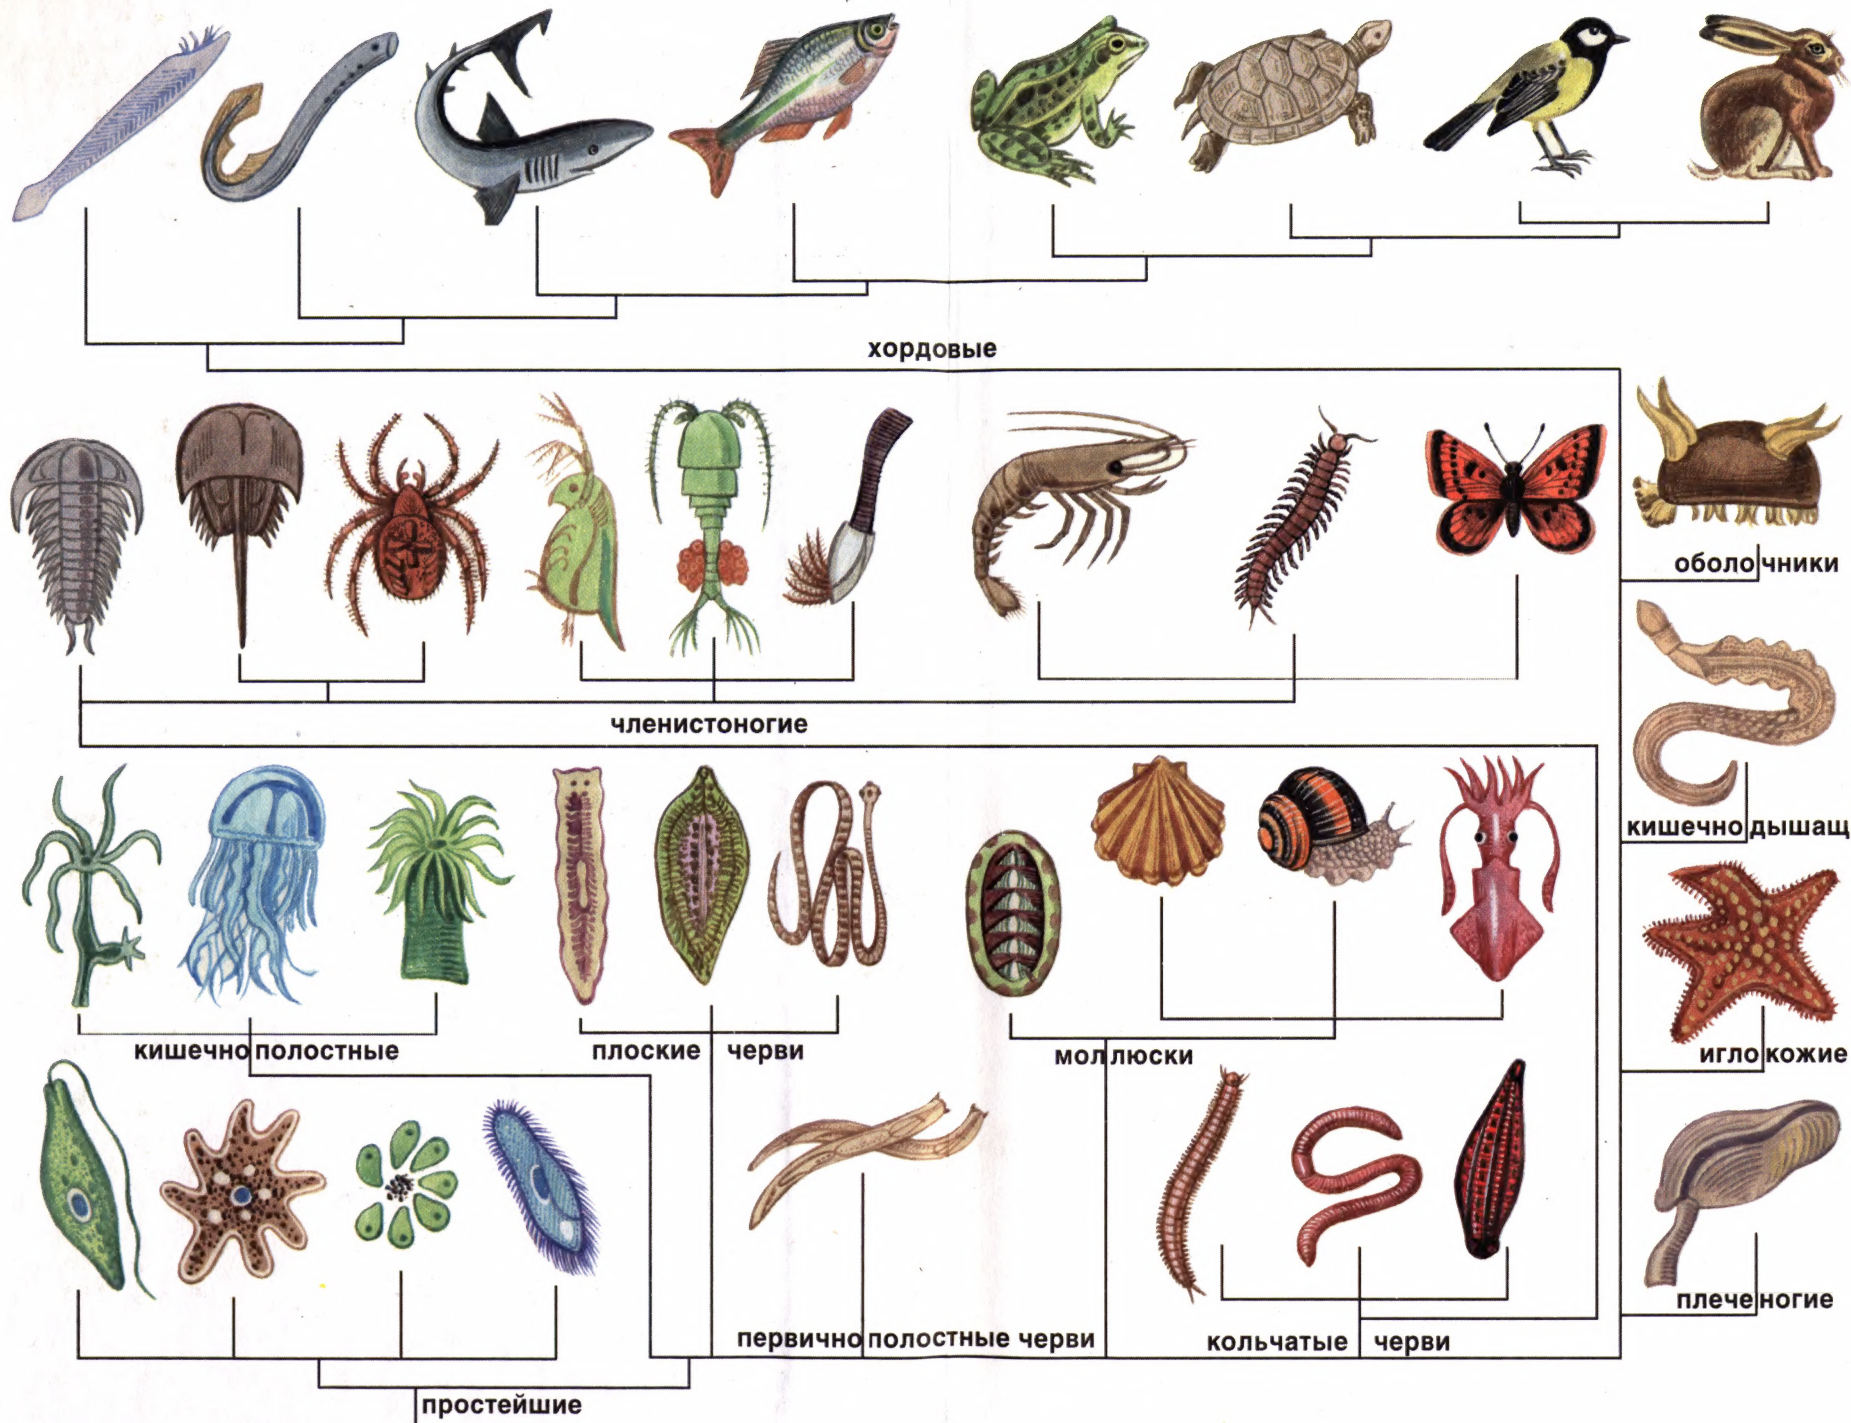 хордовые
оболочники
членистоногие
кишечнодышащ
кишечнополостные
плоские черви
моллюски
иглокожие
плеченогие
первичнополостные черви
кольчатые черви
простейшие